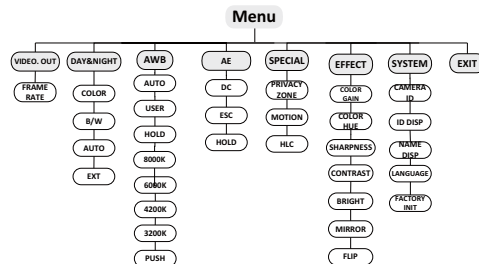 Menu
VIDEO. OUT
FRAME
RATE
DAY&NIGHT
COLOR
B/W
AUTO
EXT
AWB
AUTO
USER
HOLD
8000K
6000K
4200K
3200K
PUSH
AE
DC
ESC
HOLD
SPECIAL
PRIVACY
ZONE
MOTION
HLC
EFFECT
COLOR
GAIN
COLOR
HUE
SHARPNESS
CONTRAST
BRIGHT
MIRROR
FLIP
SYSTEM
CAMERA
ID
ID DISP
NAME
DISP
LANGUAGE
FACTORY
INIT
EXIT